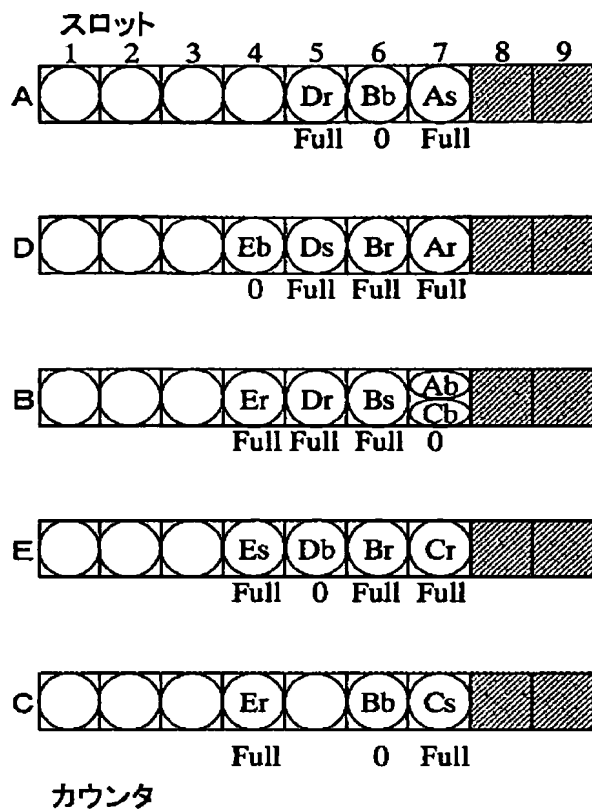 スロット
1 2 3 4 5 6 7 8 9
A Dr Bb As
Full 0 Full
D Eb Ds Br Ar
0 Full Full Full
B Er Dr Bs Ab
Cb
Full Full Full 0
E Es Db Br Cr
Full 0 Full Full
C Er Bb Cs
Full 0 Full
カウンタ